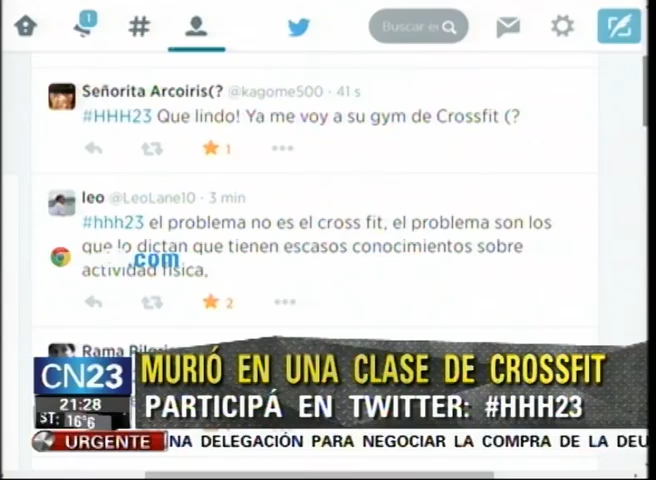 1
#
Buscar en
Señorita Arcoiris(? @kagome500 · 41 s
#HHH23 Que lindo! Ya me voy a su gym de Crossfit (?
1
leo @LeoLane10 · 3 min
#hhh23 el problema no es el cross fit, el problema son los
que lo dictan que tienen escasos conocimientos sobre
.com
actividad física,
2
Rama
CN23
MURIÓ EN UNA CLASE DE CROSSFIT
21:28
PARTICIPÁ EN TWITTER: #HHH23
ST: 16°6
URGENTE
NA DELEGACIÓN PARA NEGOCIAR LA COMPRA DE LA DEU